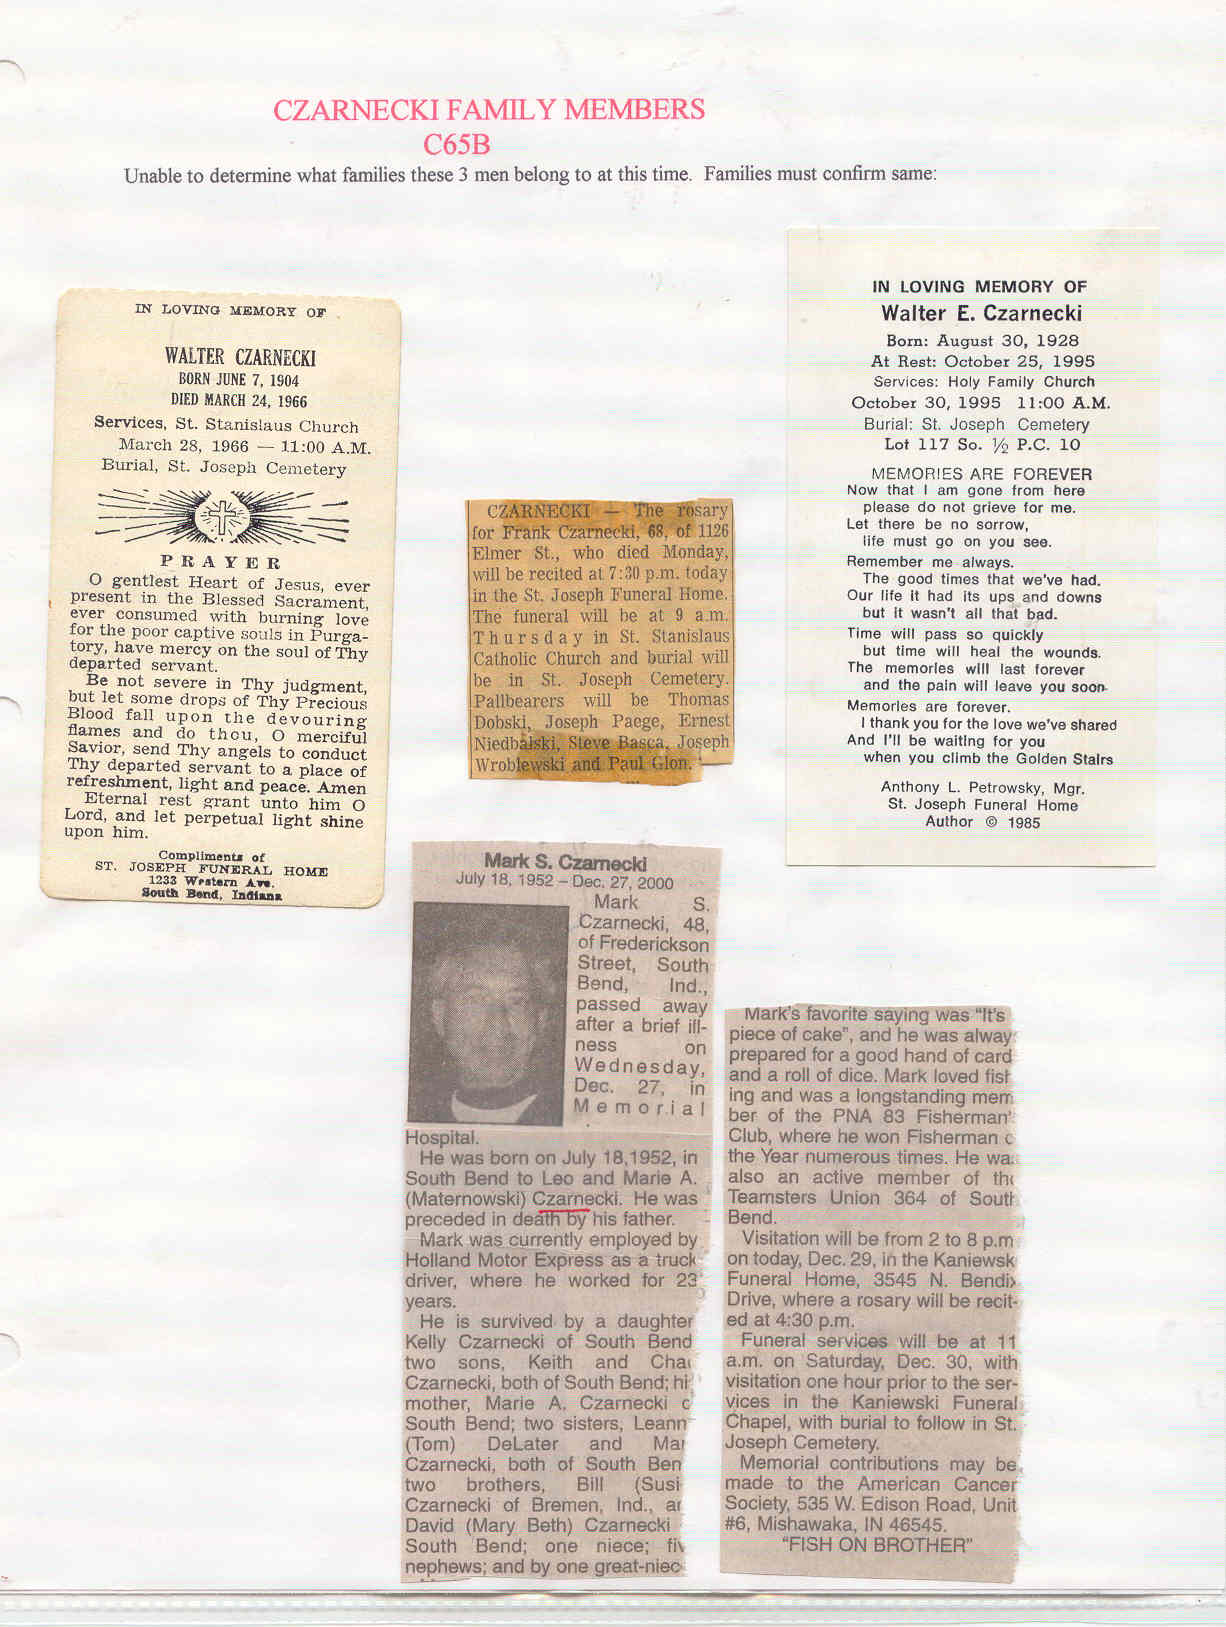 CZARNECKI FAMILY MEMBERS
C65B
Unable to determine what families these 3 men belong to at this time. Families must confirm same:
IN LOVING MEMORY OF
WALTER CZARNECKI
BORN JUNE 7, 1904
DIED MARCH 24, 1966
Services, St. Stanislaus Church
March 28, 1966 — 11:00 A.M.
Burial, St. Joseph Cemetery
PRAYER
O gentlest Heart of Jesus, ever
present in the Blessed Sacrament,
ever consumed with burning love
for the poor captive souls in Purga-
tory, have mercy on the soul of Thy
departed servant.
Be not severe in Thy judgment,
but let some drops of Thy Precious
Blood fall upon the devouring
flames and do thou, O merciful
Savior, send Thy angels to conduct
Thy departed servant to a place of
refreshment, light and peace. Amen
Eternal rest grant unto him O
Lord, and let perpetual light shine
upon him.
Compliments of
ST. JOSEPH FUNERAL HOME
1233 Western Ave.
South Bend, Indiana
CZARNECKI — The rosary
for Frank Czarnecki, 68, of 1126
Elmer St., who died Monday,
will be recited at 7:30 p.m. today
in the St. Joseph Funeral Home.
The funeral will be at 9 a.m.
Thursday in St. Stanislaus
Catholic Church and burial will
be in St. Joseph Cemetery.
Pallbearers will be Thomas
Dobski, Joseph Paege, Ernest
Niedbalski, Steve Basca, Joseph
Wroblewski and Paul Glon.
IN LOVING MEMORY OF
Walter E. Czarnecki
Born: August 30, 1928
At Rest: October 25, 1995
Services: Holy Family Church
October 30, 1995 11:00 A.M.
Burial: St. Joseph Cemetery
Lot 117 So. ½ P.C. 10
MEMORIES ARE FOREVER
Now that I am gone from here
please do not grieve for me.
Let there be no sorrow,
life must go on you see.
Remember me always.
The good times that we've had.
Our life it had its ups and downs
but it wasn't all that bad.
Time will pass so quickly
but time will heal the wounds.
The memories will last forever
and the pain will leave you soon.
Memories are forever.
I thank you for the love we've shared
And I'll be waiting for you
when you climb the Golden Stairs
Anthony L. Petrowsky, Mgr.
St. Joseph Funeral Home
Author © 1985
Mark S. Czarnecki
July 18, 1952 – Dec. 27, 2000
Mark S.
Czarnecki, 48,
of Frederickson
Street, South
Bend, Ind.,
passed away
after a brief ill-
ness on
Wednesday,
Dec. 27, in
Memorial
Hospital.
He was born on July 18,1952, in
South Bend to Leo and Marie A.
(Maternowski) Czarnecki. He was
preceded in death by his father.
Mark was currently employed by
Holland Motor Express as a truck
driver, where he worked for 23
years.
He is survived by a daughter
Kelly Czarnecki of South Bend
two sons, Keith and Cha
Czarnecki, both of South Bend; hi
mother, Marie A. Czarnecki o
South Bend; two sisters, Leann
(Tom) DeLater and Mar
Czarnecki, both of South Ben
two brothers, Bill (Susi
Czarnecki of Bremen, Ind., an
David (Mary Beth) Czarnecki
South Bend; one niece; fiv
nephews; and by one great-niec
Mark's favorite saying was "It's
piece of cake", and he was alway
prepared for a good hand of card
and a roll of dice. Mark loved fish
ing and was a longstanding mem
ber of the PNA 83 Fisherman'
Club, where he won Fisherman o
the Year numerous times. He was
also an active member of the
Teamsters Union 364 of South
Bend.
Visitation will be from 2 to 8 p.m
on today, Dec. 29, in the Kaniewsk
Funeral Home, 3545 N. Bendix
Drive, where a rosary will be recit-
ed at 4:30 p.m.
Funeral services will be at 11
a.m. on Saturday, Dec. 30, with
visitation one hour prior to the ser-
vices in the Kaniewski Funeral
Chapel, with burial to follow in St.
Joseph Cemetery.
Memorial contributions may be
made to the American Cancer
Society, 535 W. Edison Road, Unit
#6, Mishawaka, IN 46545.
"FISH ON BROTHER"